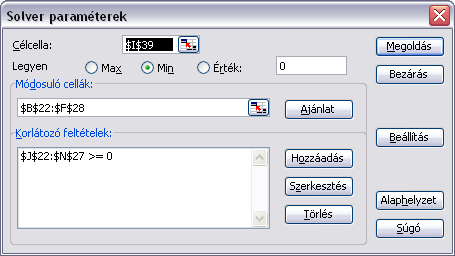 Solver paraméterek
Célcella: $I$39 Megoldás
Legyen Max Min Érték: 0 Bezárás
Módosuló cellák:
$B$22:$F$28 Ajánlat
Korlátozó feltételek: Beállítás
$J$22:$N$27 >= 0 Hozzáadás
Szerkesztés
Alaphelyzet
Törlés
Súgó